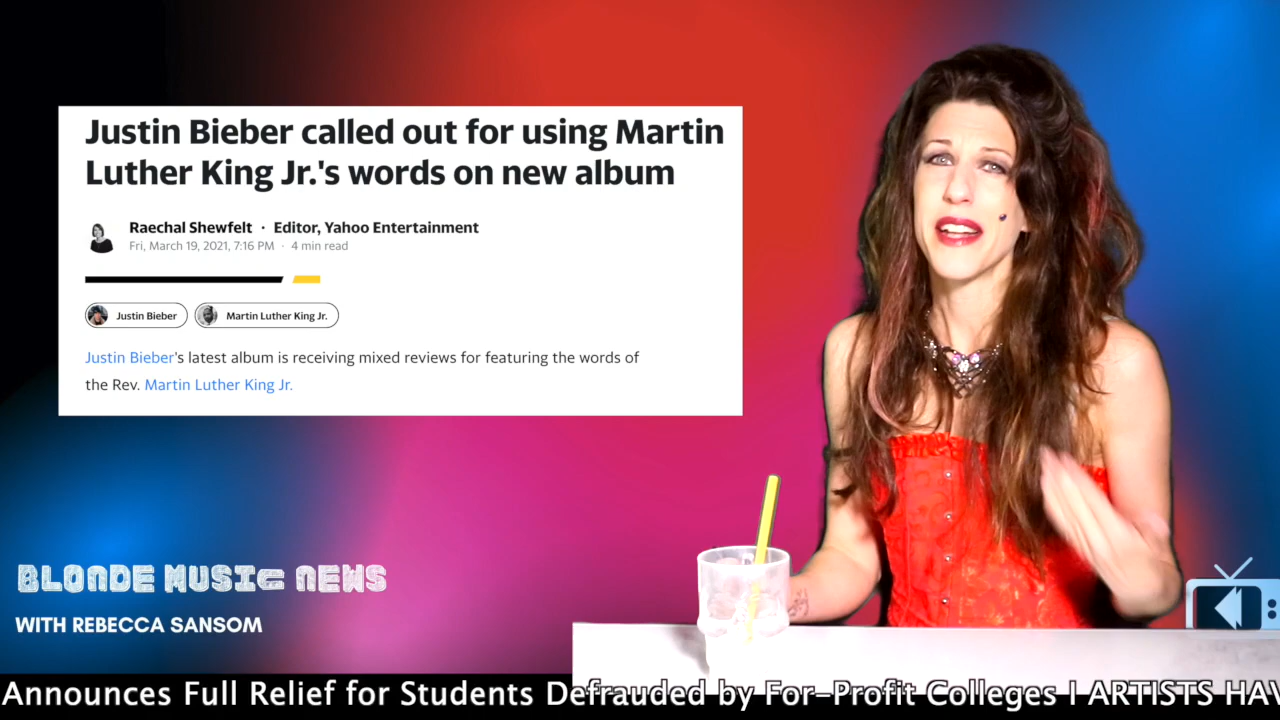 Justin Bieber called out for using Martin
Luther King Jr.'s words on new album
Raechal Shewfelt · Editor, Yahoo Entertainment
Fri, March 19, 2021, 7:16 PM · 4 min read
Justin Bieber
Martin Luther King Jr.
Justin Bieber's latest album is receiving mixed reviews for featuring the words of
the Rev. Martin Luther King Jr.
BLONDE MUSIC NEWS
WITH REBECCA SANSOM
Announces Full Relief for Students Defrauded by For-Profit Colleges I ARTISTS